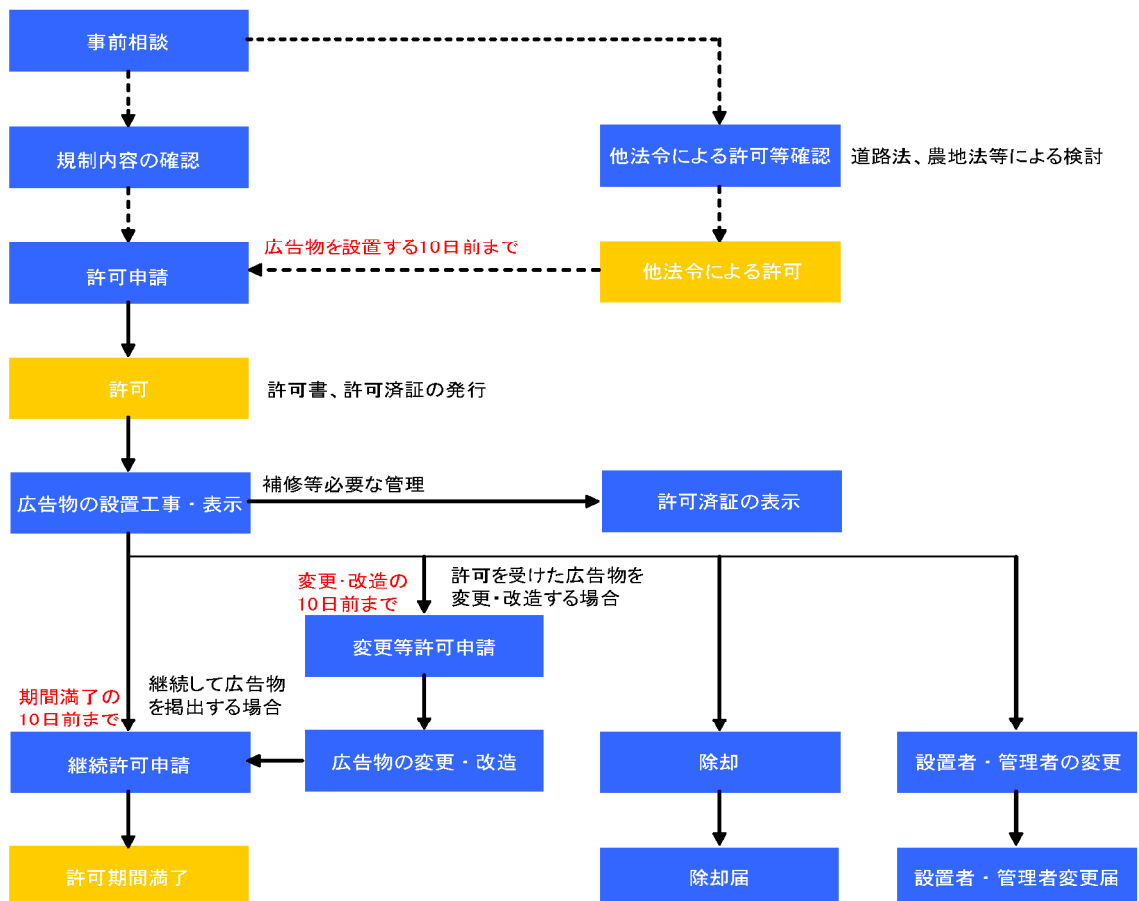 事前相談
規制内容の確認
他法令による許可等確認
道路法、農地法等による検討
広告物を設置する10日前まで
許可申請
他法令による許可
許可
許可書、許可済証の発行
広告物の設置工事・表示
補修等必要な管理
許可済証の表示
変更・改造の
10日前まで
許可を受けた広告物を
変更・改造する場合
変更等許可申請
期間満了の
10日前まで
継続して広告物
を掲出する場合
継続許可申請
広告物の変更・改造
除却
設置者・管理者の変更
許可期間満了
除却届
設置者・管理者変更届